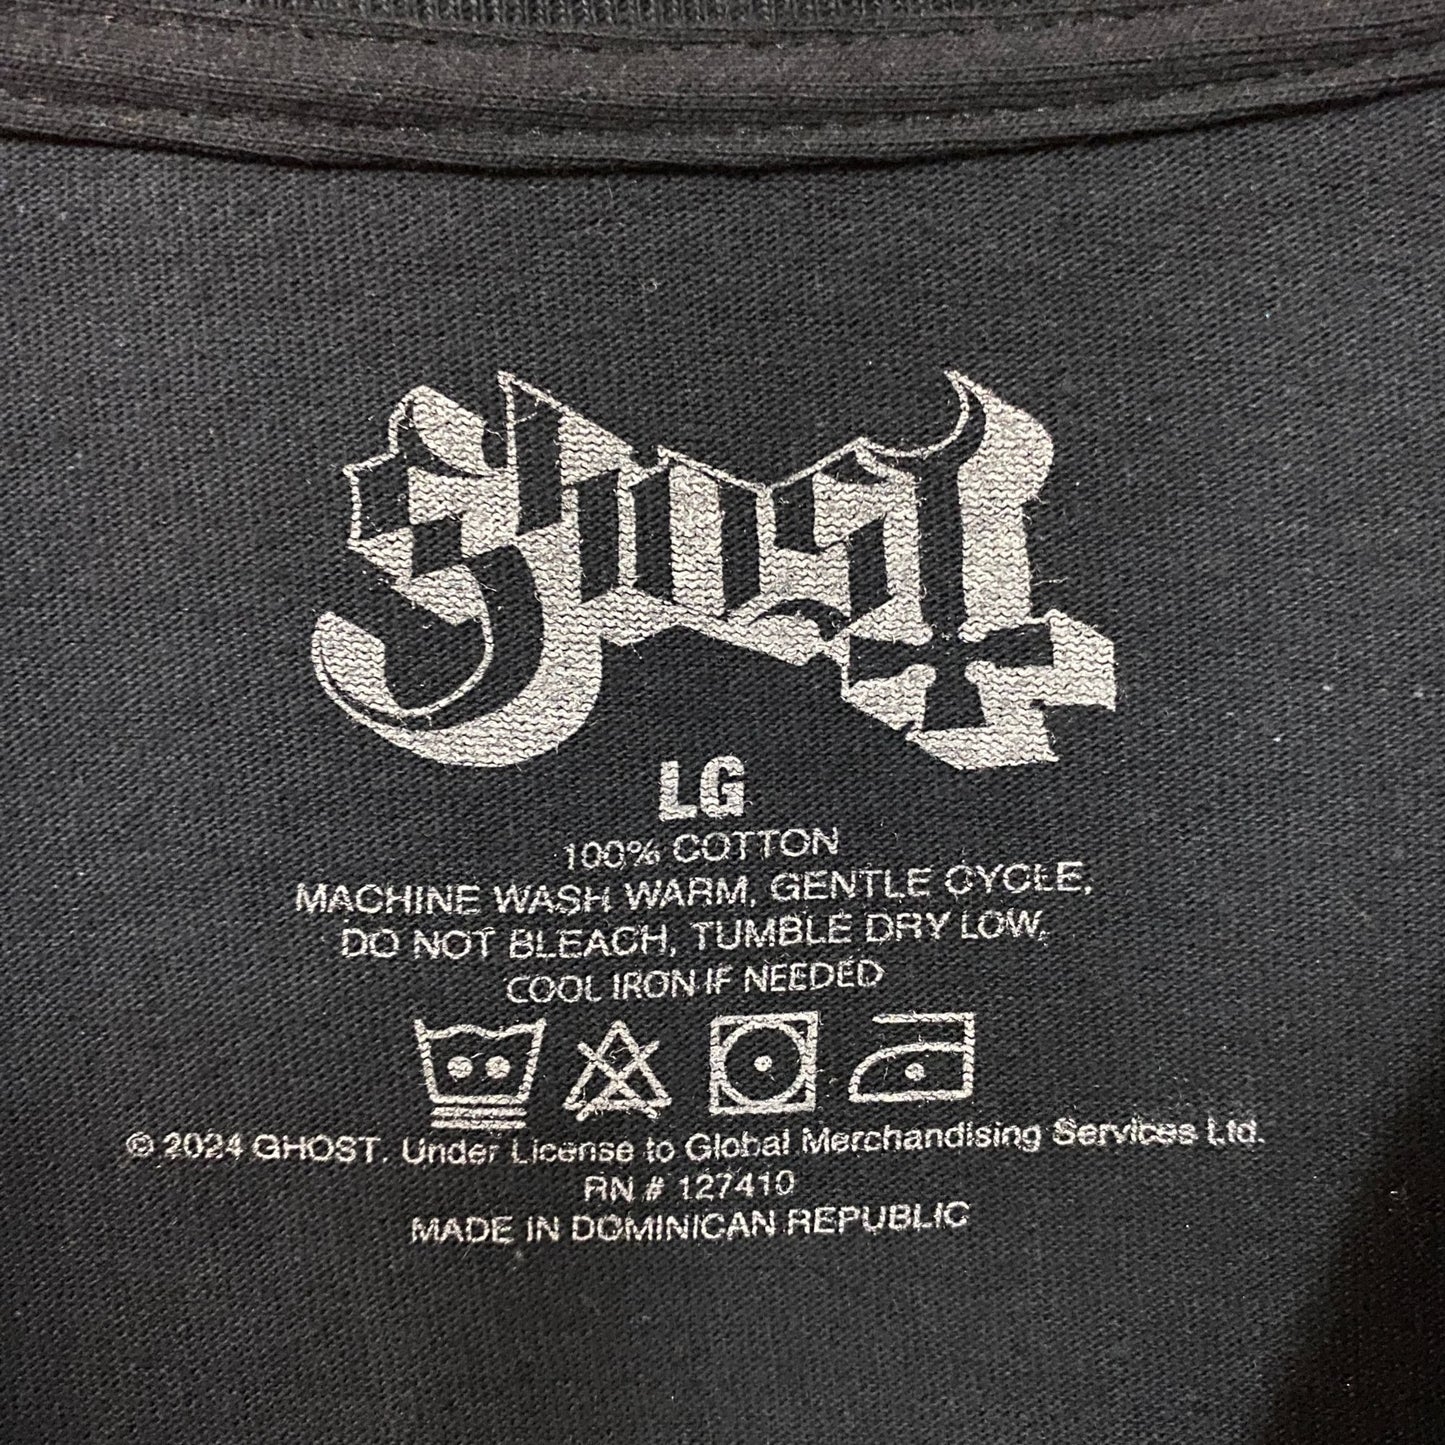 Ghost
LG
100% COTTON
MACHINE WASH WARM, GENTLE CYCLE,
DO NOT BLEACH, TUMBLE DRY LOW,
COOL IRON IF NEEDED
© 2024 GHOST. Under License to Global Merchandising Services Ltd.
RN # 127410
MADE IN DOMINICAN REPUBLIC